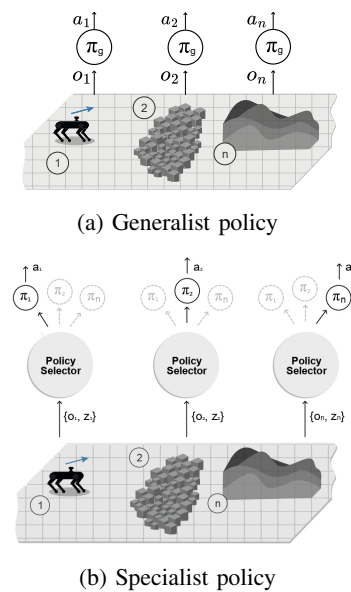 a₁ a₂ aₙ
πg πg πg
o₁ o₂ oₙ
1 2 n
(a) Generalist policy
a₁ a₂ a
π₁ π₂ πn π₁ π₂ πn π₁ π₂ πn
Policy Selector Policy Selector Policy Selector
{o₁, z₁} {o₂, z₂} {on, zn}
1 2 n
(b) Specialist policy